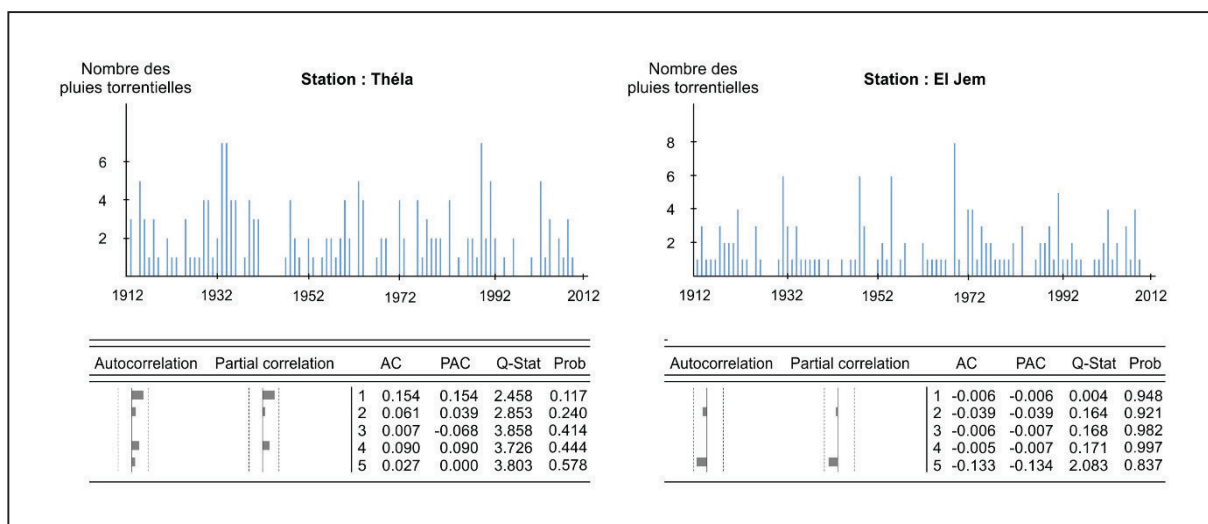 Nombre des
pluies torrentielles
Station : Théla
6
4
2
1912 1932 1952 1972 1992 2012
Autocorrelation Partial correlation AC PAC Q-Stat Prob
1 0.154 0.154 2.458 0.117
2 0.061 0.039 2.853 0.240
3 0.007 -0.068 3.858 0.414
4 0.090 0.090 3.726 0.444
5 0.027 0.000 3.803 0.578
Nombre des
pluies torrentielles
Station : El Jem
8
6
4
2
1912 1932 1952 1972 1992 2012
Autocorrelation Partial correlation AC PAC Q-Stat Prob
1 -0.006 -0.006 0.004 0.948
2 -0.039 -0.039 0.164 0.921
3 -0.006 -0.007 0.168 0.982
4 -0.005 -0.007 0.171 0.997
5 -0.133 -0.134 2.083 0.837